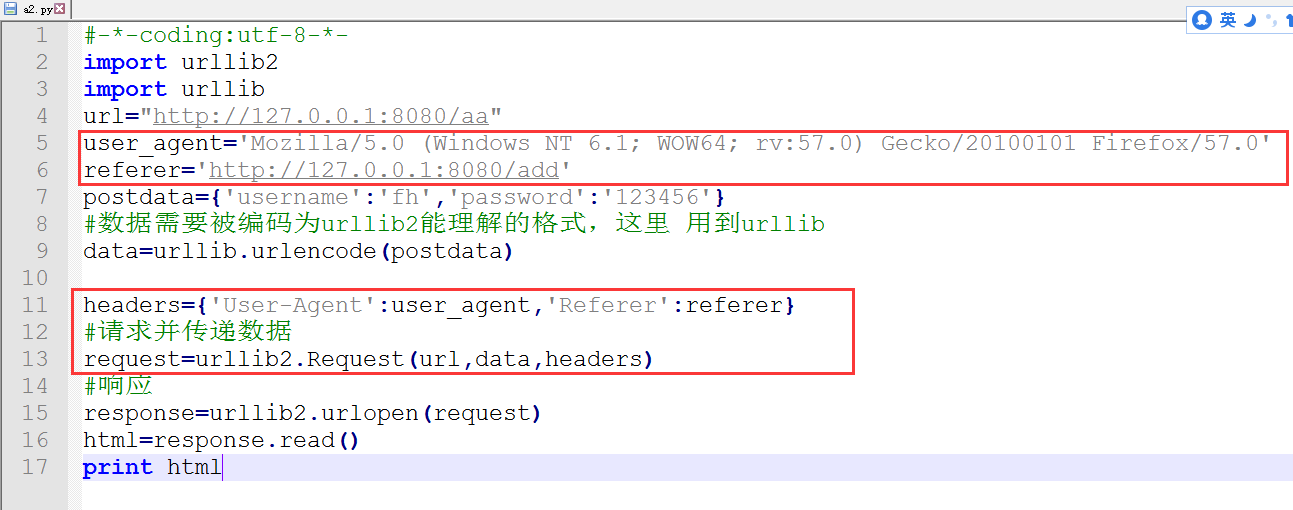 a2.py
英
1 #-*-coding:utf-8-*-
2 import urllib2
3 import urllib
4 url="http://127.0.0.1:8080/aa"
5 user_agent='Mozilla/5.0 (Windows NT 6.1; WOW64; rv:57.0) Gecko/20100101 Firefox/57.0'
6 referer='http://127.0.0.1:8080/add'
7 postdata={'username':'fh','password':'123456'}
8 #数据需要被编码为urllib2能理解的格式，这里 用到urllib
9 data=urllib.urlencode(postdata)
10
11 headers={'User-Agent':user_agent,'Referer':referer}
12 #请求并传递数据
13 request=urllib2.Request(url,data,headers)
14 #响应
15 response=urllib2.urlopen(request)
16 html=response.read()
17 print html